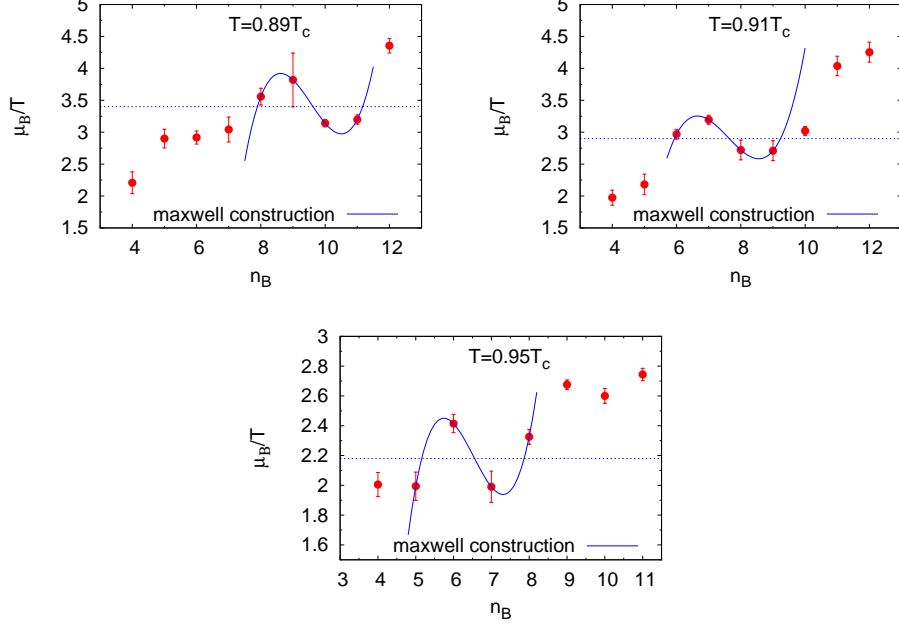 T=0.89T_c
μ_B/T
5
4.5
4
3.5
3
2.5
2
1.5
maxwell construction
4 6 8 10 12
n_B
T=0.91T_c
μ_B/T
5
4.5
4
3.5
3
2.5
2
1.5
maxwell construction
4 6 8 10 12
n_B
T=0.95T_c
μ_B/T
3
2.8
2.6
2.4
2.2
2
1.8
1.6
maxwell construction
3 4 5 6 7 8 9 10 11
n_B